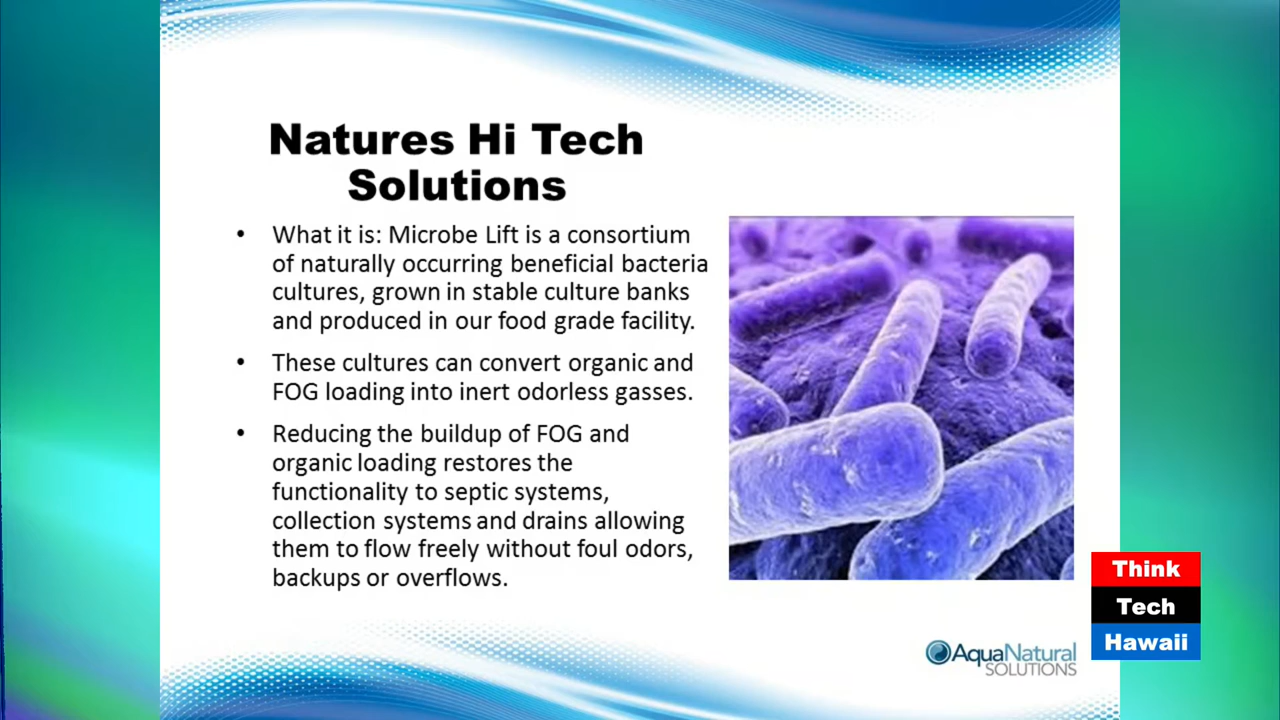 Natures Hi Tech
Solutions
• What it is: Microbe Lift is a consortium
of naturally occurring beneficial bacteria
cultures, grown in stable culture banks
and produced in our food grade facility.
• These cultures can convert organic and
FOG loading into inert odorless gasses.
• Reducing the buildup of FOG and
organic loading restores the
functionality to septic systems,
collection systems and drains allowing
them to flow freely without foul odors,
backups or overflows.
AquaNatural
SOLUTIONS
Think
Tech
Hawaii